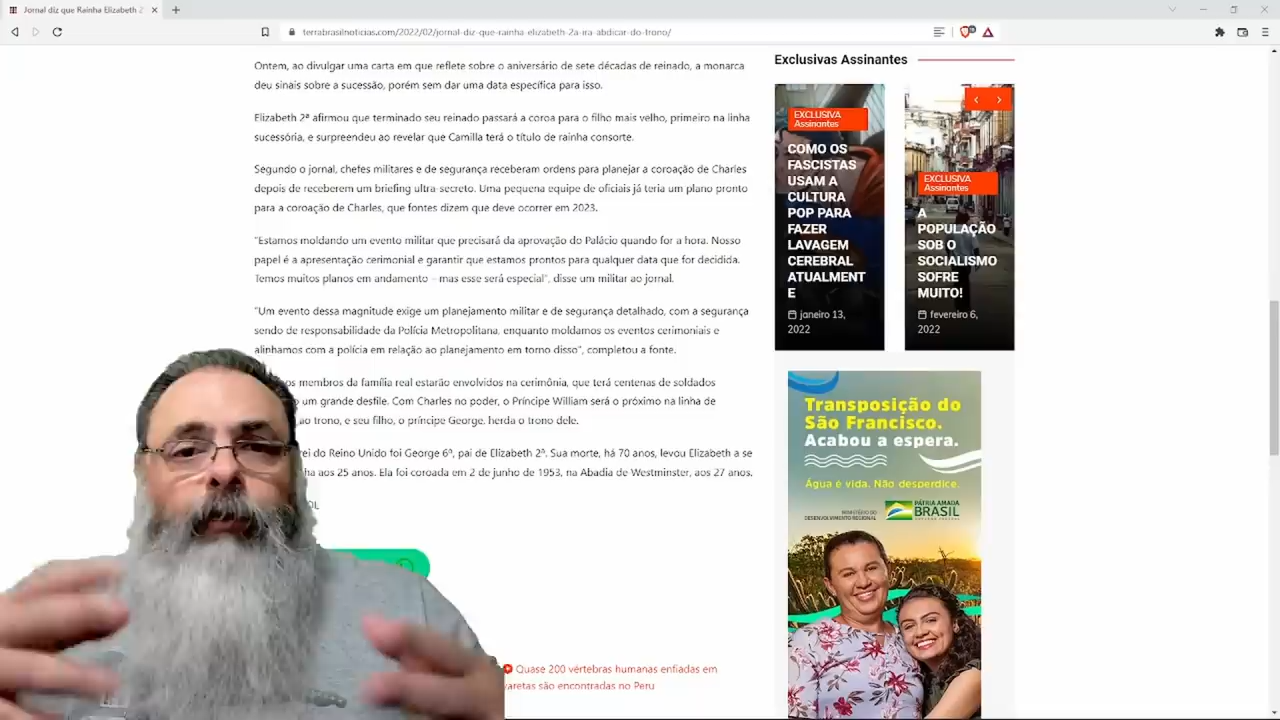 Jornal diz que Rainha Elizabeth 2
terrabrasilnoticias.com/2022/02/jornal-diz-que-rainha-elizabeth-2a-ira-abdicar-do-trono/
Ontem, ao divulgar uma carta em que reflete sobre o aniversário de sete décadas de reinado, a monarca
deu sinais sobre a sucessão, porém sem dar uma data específica para isso.
Elizabeth 2ª afirmou que terminado seu reinado passará a coroa para o filho mais velho, primeiro na linha
sucessória, e surpreendeu ao revelar que Camilla terá o título de rainha consorte.
Segundo o jornal, chefes militares e de segurança receberam ordens para planejar a coroação de Charles
depois de receberem um briefing ultra-secreto. Uma pequena equipe de oficiais já teria um plano pronto
para a coroação de Charles, que fontes dizem que deve ocorrer em 2023.
"Estamos moldando um evento militar que precisará da aprovação do Palácio quando for a hora. Nosso
papel é a apresentação cerimonial e garantir que estamos prontos para qualquer data que for decidida.
Temos muitos planos em andamento – mas esse será especial", disse um militar ao jornal.
"Um evento dessa magnitude exige um planejamento militar e de segurança detalhado, com a segurança
sendo de responsabilidade da Polícia Metropolitana, enquanto moldamos os eventos cerimoniais e
alinhamos com a polícia em relação ao planejamento em torno disso", completou a fonte.
os membros da família real estarão envolvidos na cerimônia, que terá centenas de soldados
um grande desfile. Com Charles no poder, o Príncipe William será o próximo na linha de
ao trono, e seu filho, o príncipe George, herda o trono dele.
rei do Reino Unido foi George 6º, pai de Elizabeth 2ª. Sua morte, há 70 anos, levou Elizabeth a se
ha aos 25 anos. Ela foi coroada em 2 de junho de 1953, na Abadia de Westminster, aos 27 anos.
OL
Quase 200 vértebras humanas enfiadas em
varetas são encontradas no Peru
Exclusivas Assinantes
EXCLUSIVA
Assinantes
COMO OS
FASCISTAS
USAM A
CULTURA
POP PARA
FAZER
LAVAGEM
CEREBRAL
ATUALMENT
E
janeiro 13,
2022
EXCLUSIVA
Assinantes
A
POPULAÇÃO
SOB O
SOCIALISMO
SOFRE
MUITO!
fevereiro 6,
2022
Transposição do
São Francisco.
Acabou a espera.
Água é vida. Não desperdice.
MINISTÉRIO DO
DESENVOLVIMENTO REGIONAL
PÁTRIA AMADA
BRASIL